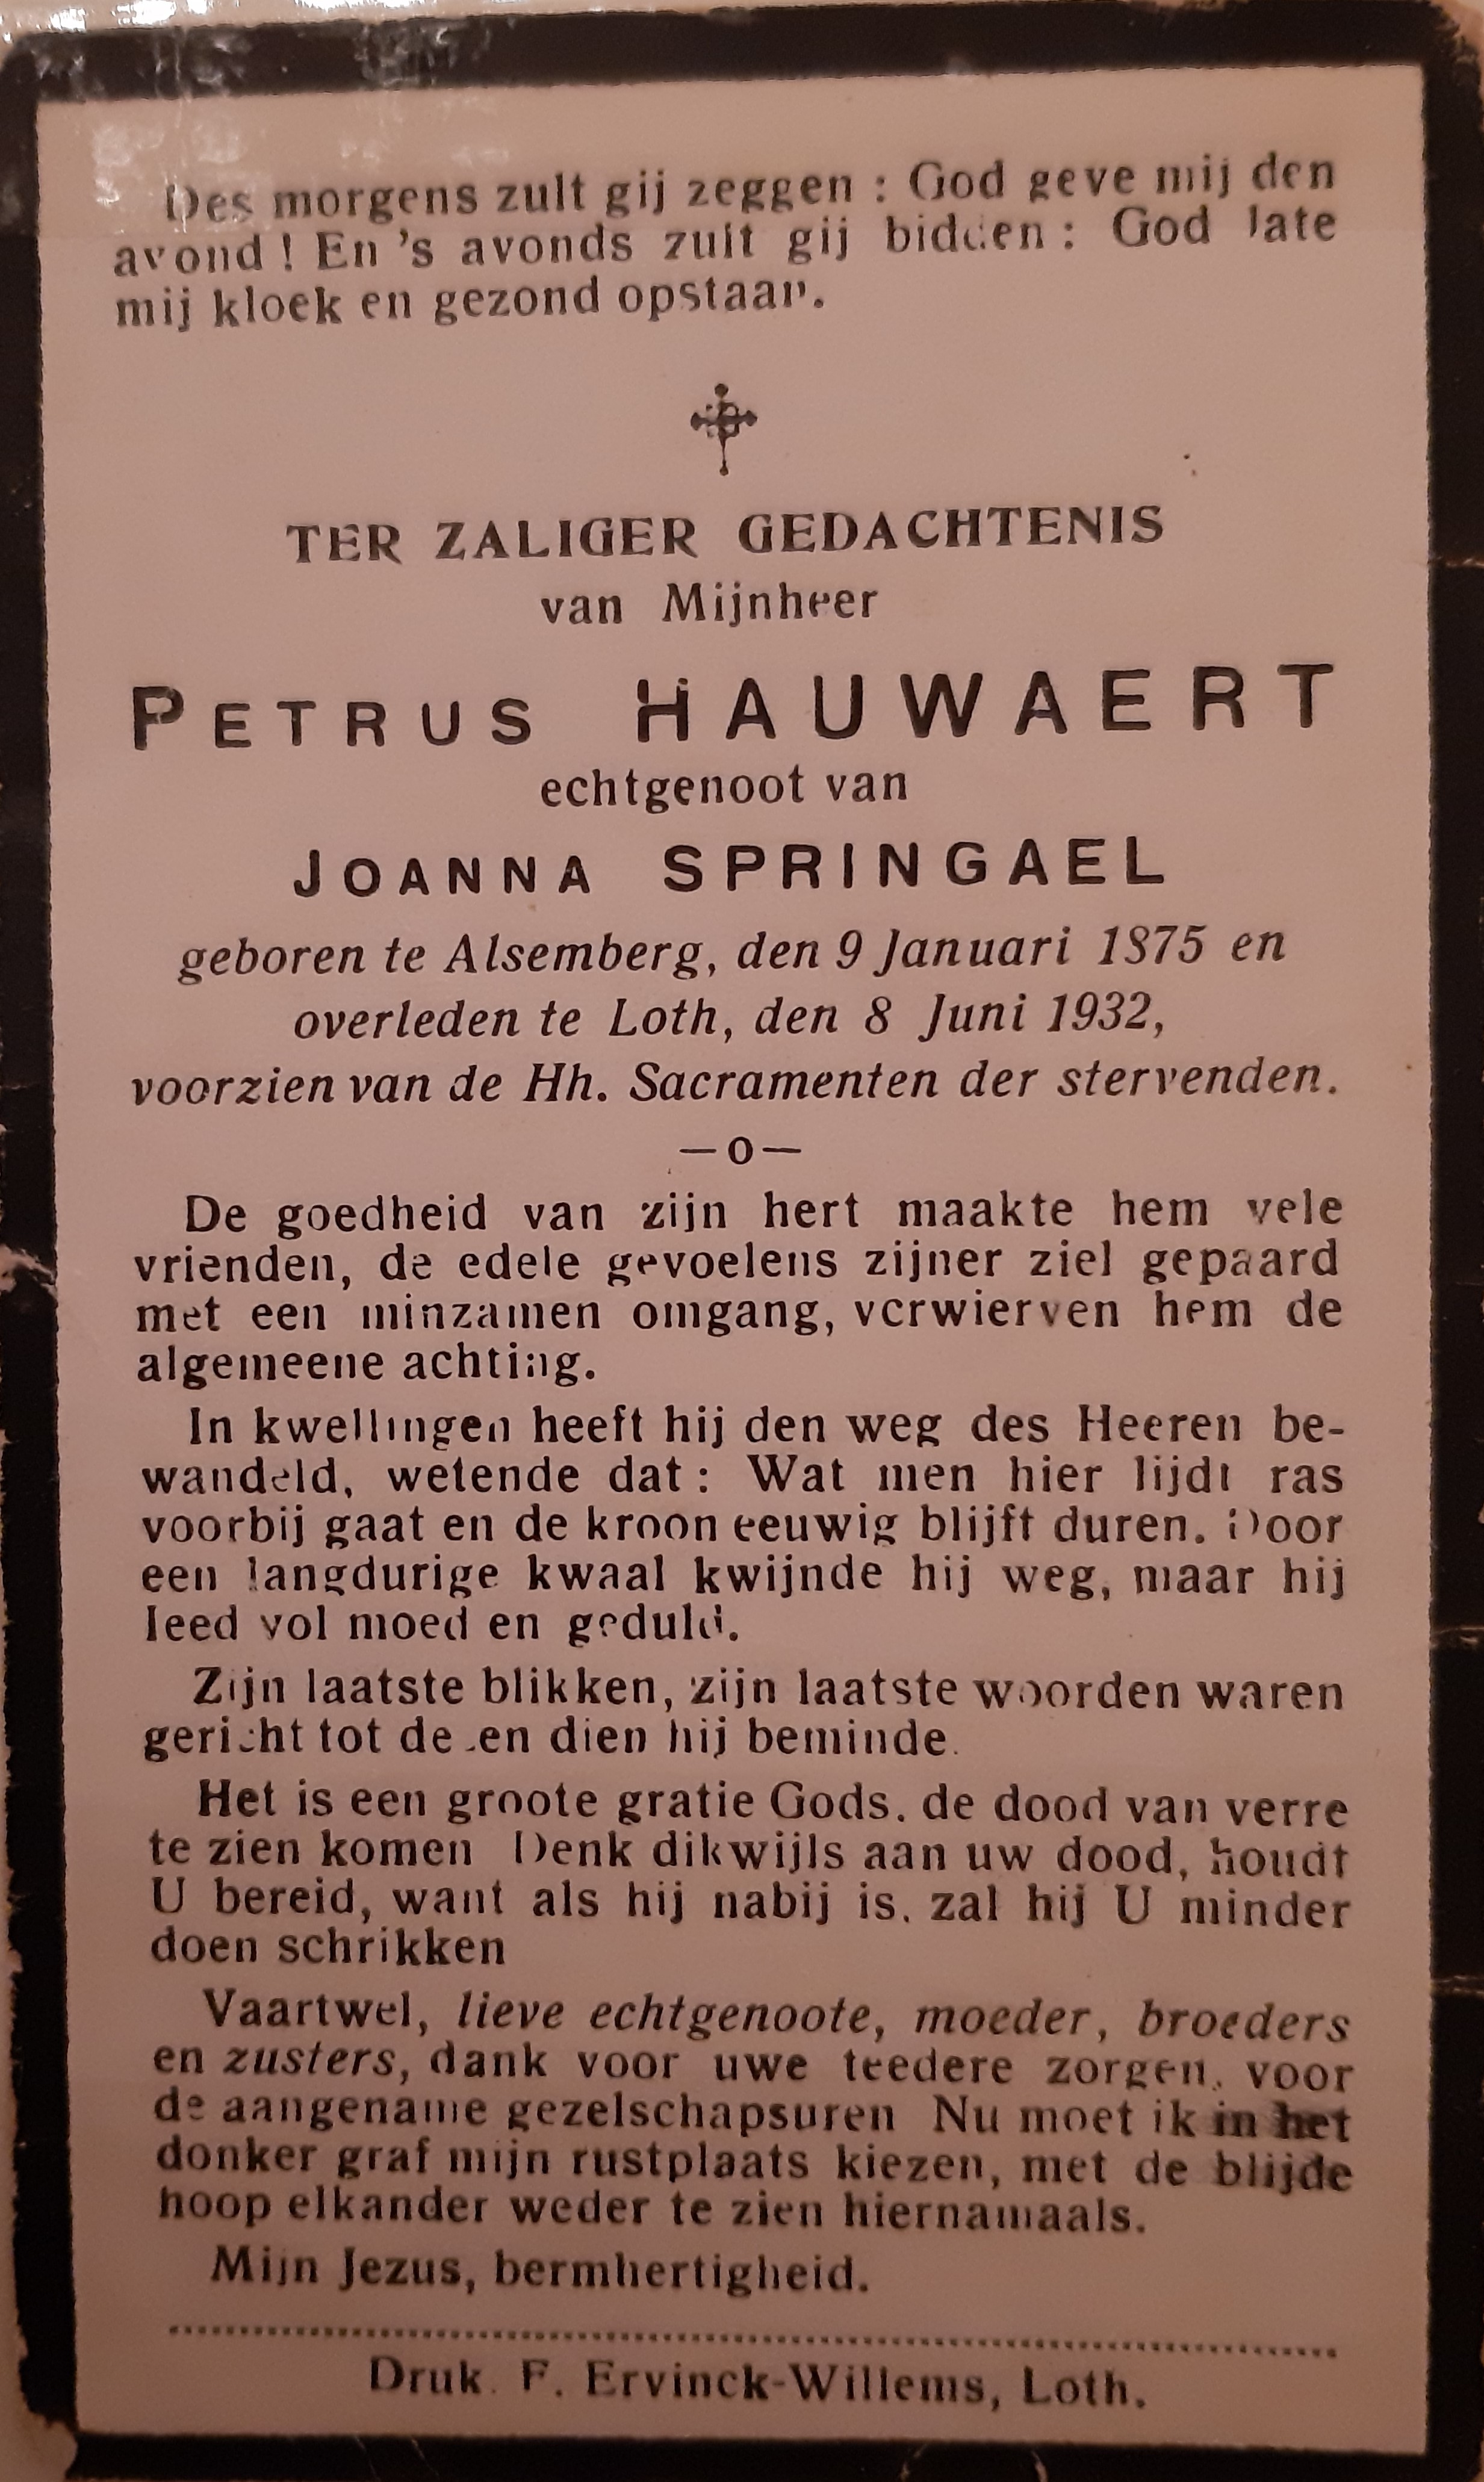 Des morgens zult gij zeggen : God geve mij den
avond ! En 's avonds zult gij bidden : God late
mij kloek en gezond opstaan.
TER ZALIGER GEDACHTENIS
van Mijnheer
PETRUS HAUWAERT
echtgenoot van
JOANNA SPRINGAEL
geboren te Alsemberg, den 9 Januari 1875 en
overleden te Loth, den 8 Juni 1932,
voorzien van de Hh. Sacramenten der stervenden.
—o—
De goedheid van zijn hert maakte hem vele
vrienden, de edele gevoelens zijner ziel gepaard
met een minzamen omgang, verwierven hem de
algemeene achting.
In kwellingen heeft hij den weg des Heeren be-
wandeld, wetende dat : Wat men hier lijdt ras
voorbij gaat en de kroon eeuwig blijft duren. Door
een langdurige kwaal kwijnde hij weg, maar hij
leed vol moed en geduld.
Zijn laatste blikken, zijn laatste woorden waren
gericht tot dezen dien hij beminde.
Het is een groote gratie Gods. de dood van verre
te zien komen Denk dikwijls aan uw dood, houdt
U bereid, want als hij nabij is. zal hij U minder
doen schrikken
Vaartwel, lieve echtgenoote, moeder, broeders
en zusters, dank voor uwe teedere zorgen, voor
de aangename gezelschapsuren Nu moet ik in het
donker graf mijn rustplaats kiezen, met de blijde
hoop elkander weder te zien hiernamaals.
Mijn Jezus, bermhertigheid.
Druk. F. Ervinck-Willems, Loth.